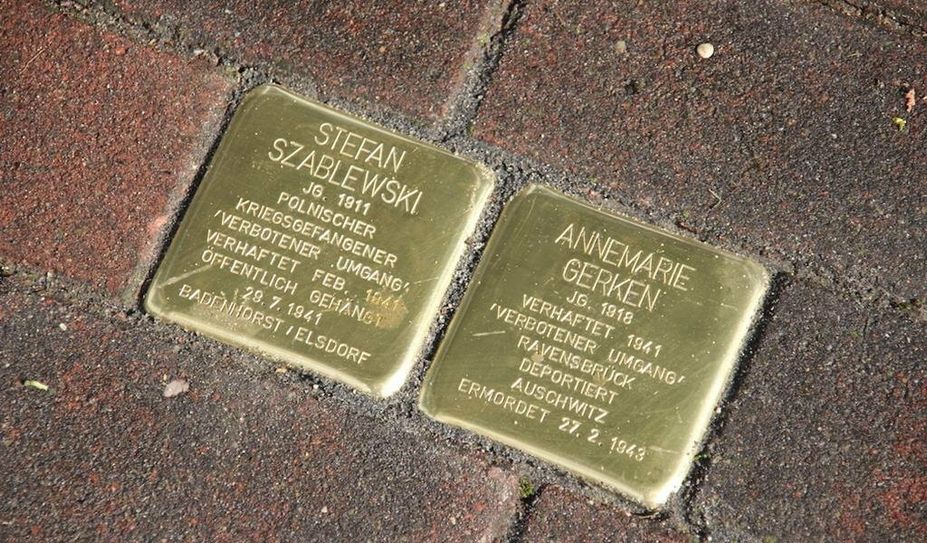 STEFAN
SZABLEWSKI
JG. 1911
POLNISCHER
KRIEGSGEFANGENER
'VERBOTENER UMGANG'
VERHAFTET FEB. 1941
ÖFFENTLICH GEHÄNGT
29.7.1941
BADENHORST/ELSDORF
ANNEMARIE
GERKEN
JG. 1918
VERHAFTET 1941
'VERBOTENER UMGANG'
RAVENSBRÜCK
DEPORTIERT
AUSCHWITZ
ERMORDET 27.2.1943